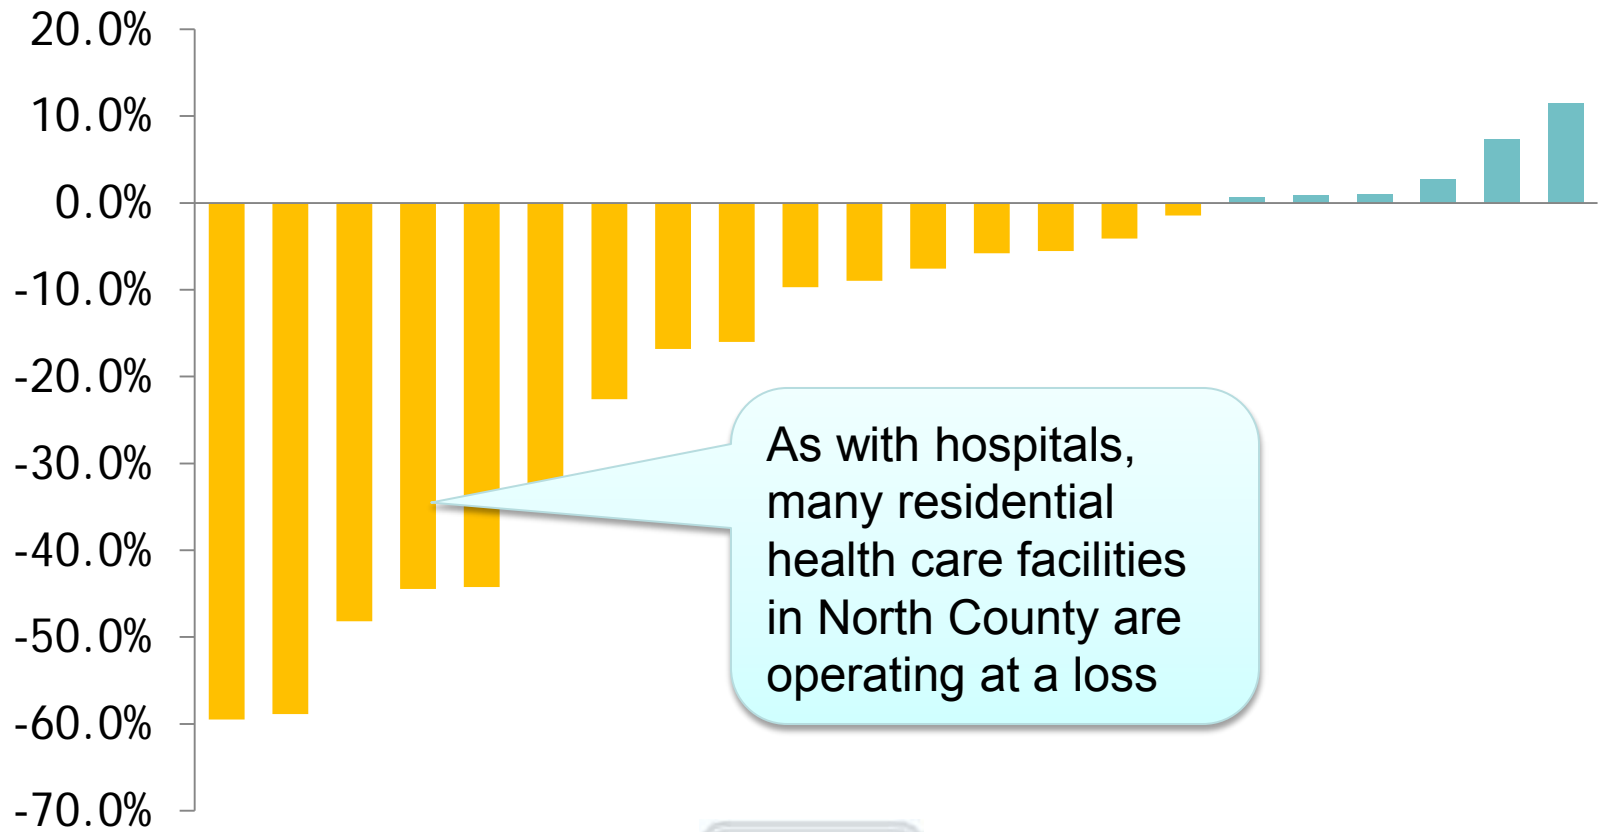 20.0%
10.0%
0.0%
-10.0%
-20.0%
-30.0%
-40.0%
-50.0%
-60.0%
-70.0%
As with hospitals,
many residential
health care facilities
in North County are
operating at a loss